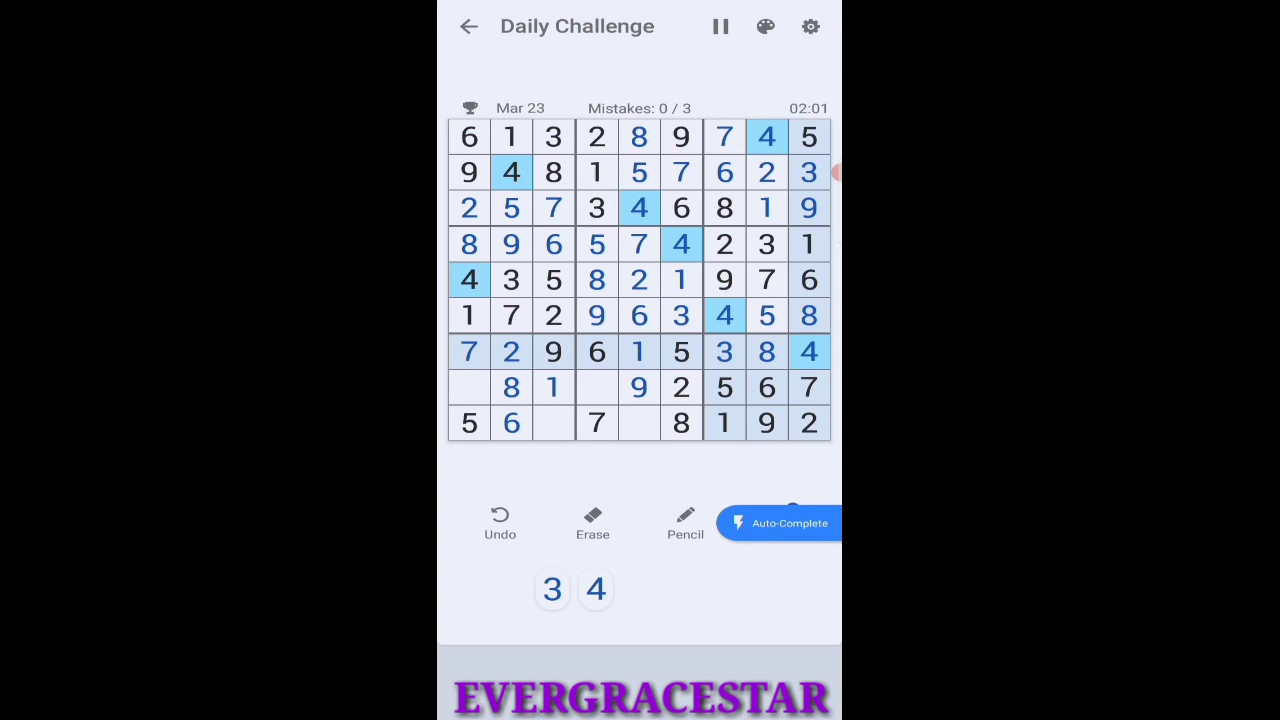 Daily Challenge
Mar 23 Mistakes: 0 / 3 02:01
6 1 3 2 8 9 7 4 5
9 4 8 1 5 7 6 2 3
2 5 7 3 4 6 8 1 9
8 9 6 5 7 4 2 3 1
4 3 5 8 2 1 9 7 6
1 7 2 9 6 3 4 5 8
7 2 9 6 1 5 3 8 4
8 1 9 2 5 6 7
5 6 7 8 1 9 2
Undo Erase Pencil Auto-Complete
3 4
EVERGRACESTAR